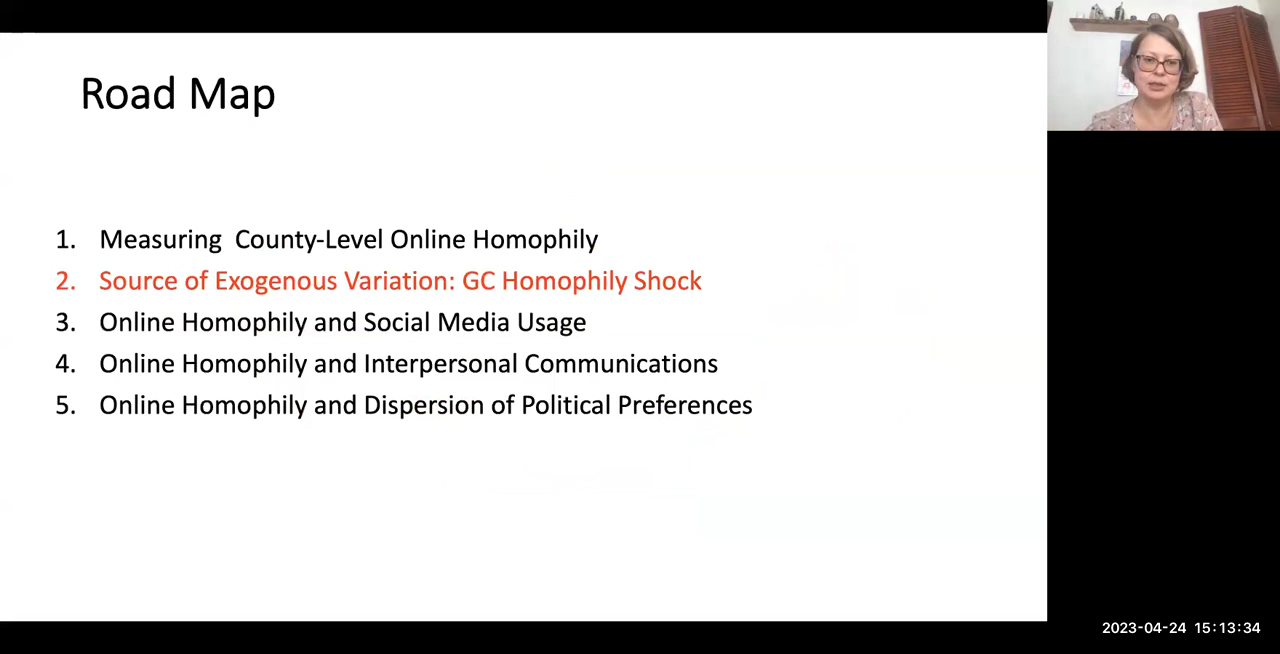 Road Map
1. Measuring County-Level Online Homophily
2. Source of Exogenous Variation: GC Homophily Shock
3. Online Homophily and Social Media Usage
4. Online Homophily and Interpersonal Communications
5. Online Homophily and Dispersion of Political Preferences
2023-04-24 15:13:34